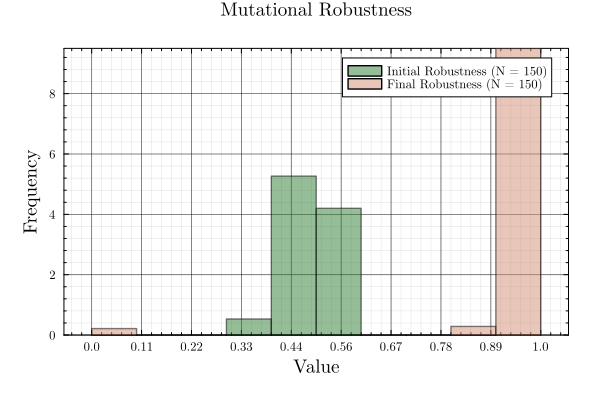 Mutational Robustness
Initial Robustness (N = 150)
Final Robustness (N = 150)
Frequency
8
6
4
2
0
0.0 0.11 0.22 0.33 0.44 0.56 0.67 0.78 0.89 1.0
Value